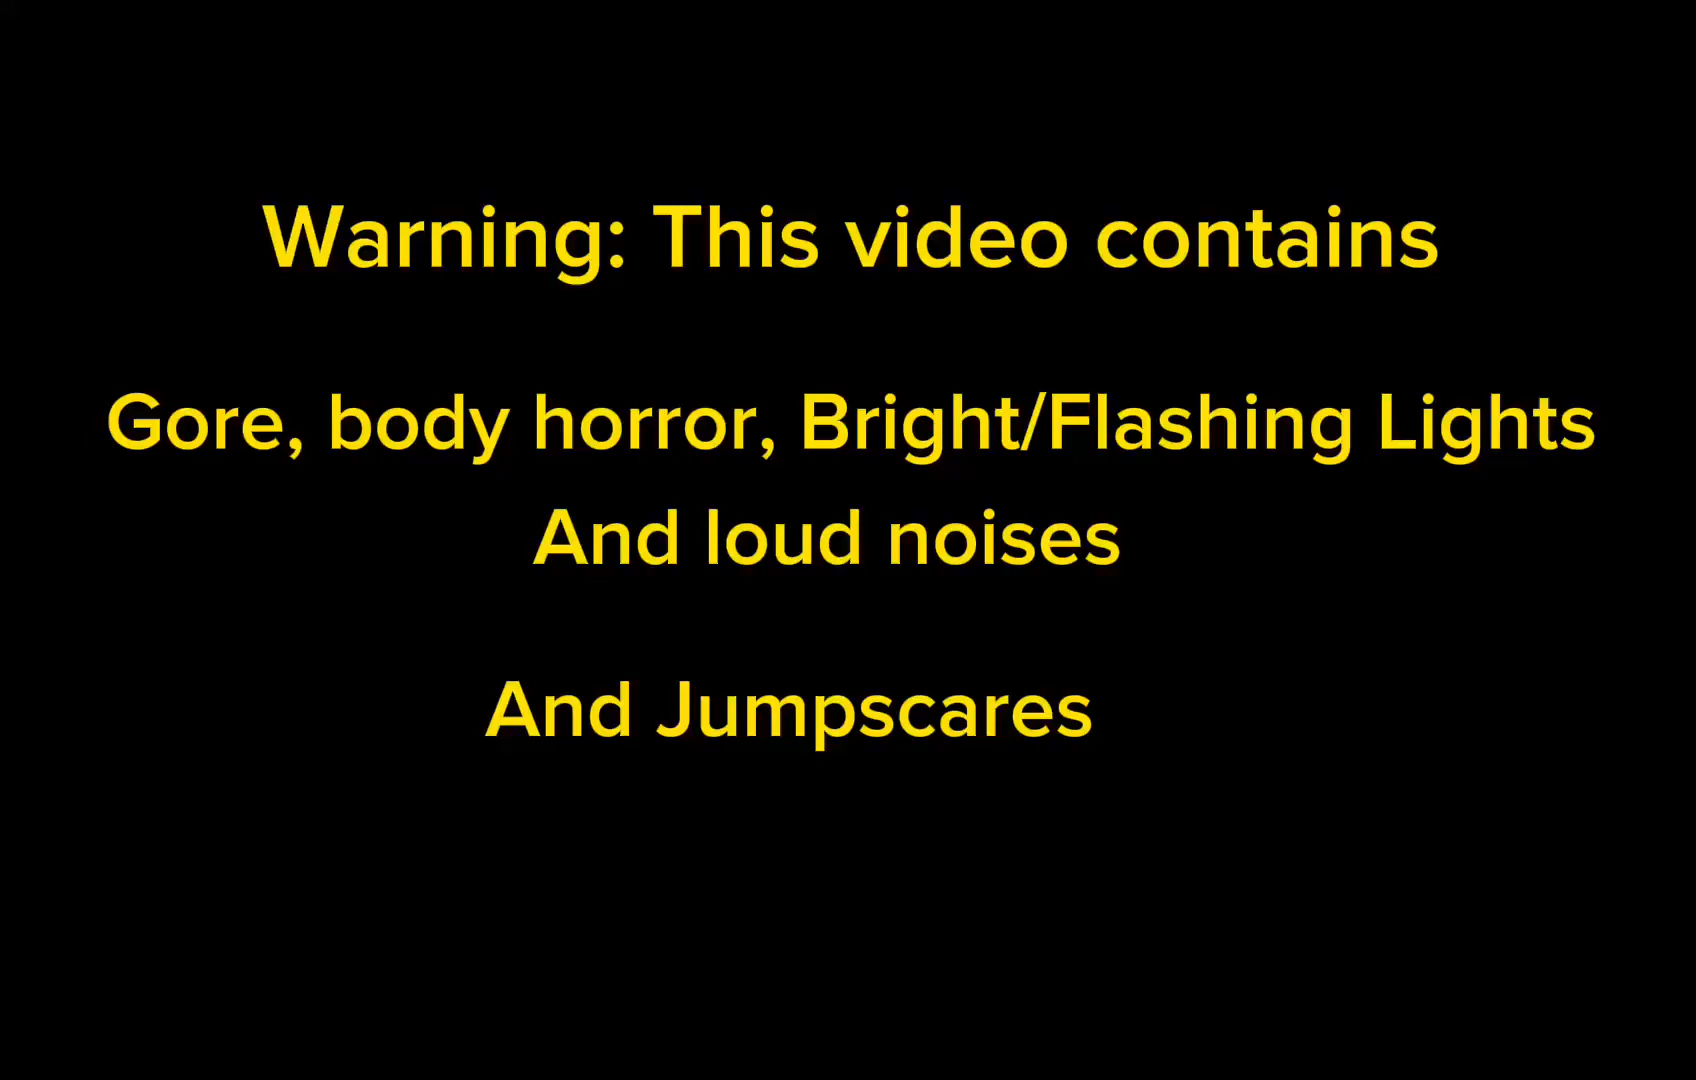 Warning: This video contains
Gore, body horror, Bright/Flashing Lights
And loud noises
And Jumpscares